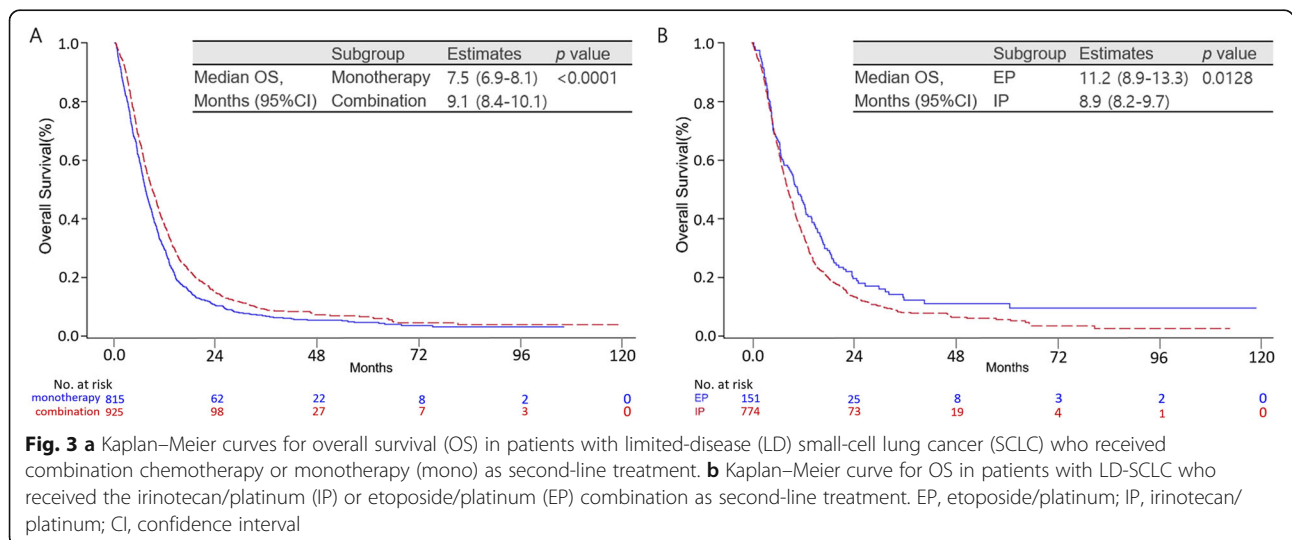 A
Subgroup Estimates p value
Median OS, Monotherapy 7.5 (6.9-8.1) <0.0001
Months (95%CI) Combination 9.1 (8.4-10.1)
Overall Survival(%)
1.0
0.8
0.6
0.4
0.2
0.0
0.0 24 48 72 96 120
Months
No. at risk
monotherapy 815 62 22 8 2 0
combination 925 98 27 7 3 0
B
Subgroup Estimates p value
Median OS, EP 11.2 (8.9-13.3) 0.0128
Months (95%CI) IP 8.9 (8.2-9.7)
Overall Survival(%)
1.0
0.8
0.6
0.4
0.2
0.0
0.0 24 48 72 96 120
Months
No. at risk
EP 151 25 8 3 2 0
IP 774 73 19 4 1 0
Fig. 3 a Kaplan–Meier curves for overall survival (OS) in patients with limited-disease (LD) small-cell lung cancer (SCLC) who received
combination chemotherapy or monotherapy (mono) as second-line treatment. b Kaplan–Meier curve for OS in patients with LD-SCLC who
received the irinotecan/platinum (IP) or etoposide/platinum (EP) combination as second-line treatment. EP, etoposide/platinum; IP, irinotecan/
platinum; CI, confidence interval